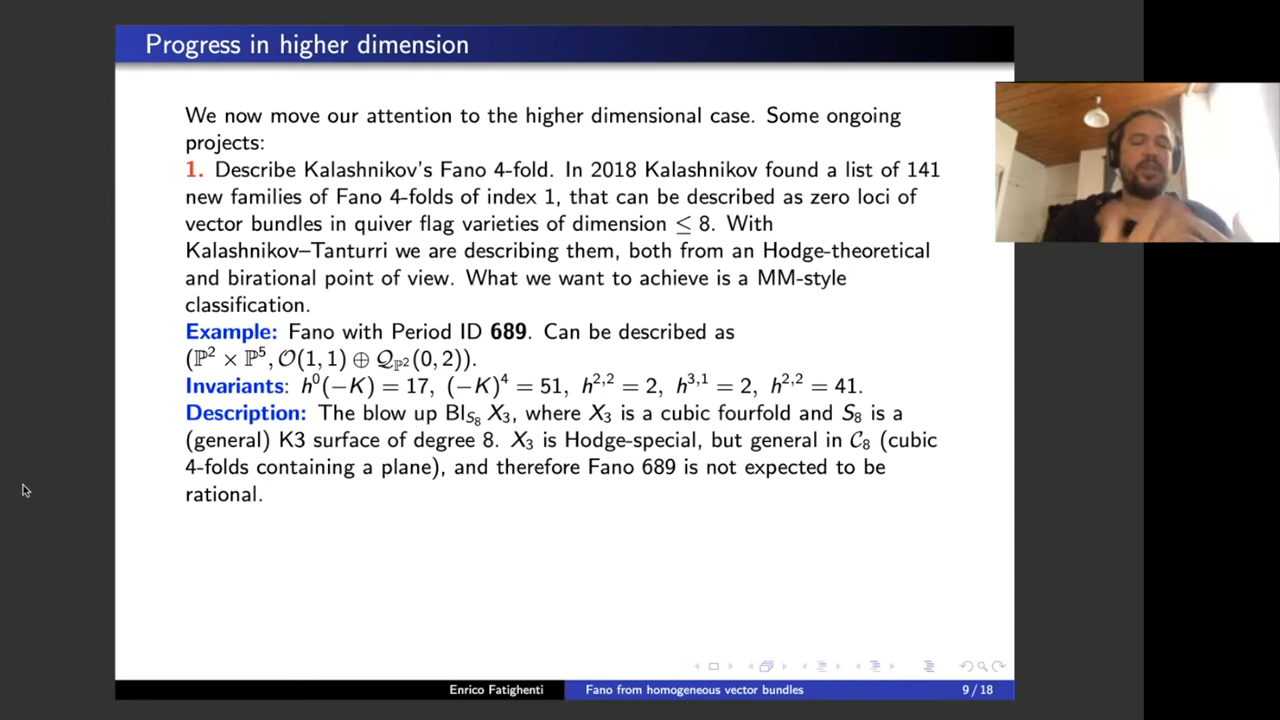 Progress in higher dimension
We now move our attention to the higher dimensional case. Some ongoing
projects:
1. Describe Kalashnikov's Fano 4-fold. In 2018 Kalashnikov found a list of 141
new families of Fano 4-folds of index 1, that can be described as zero loci of
vector bundles in quiver flag varieties of dimension ≤ 8. With
Kalashnikov–Tanturri we are describing them, both from an Hodge-theoretical
and birational point of view. What we want to achieve is a MM-style
classification.
Example: Fano with Period ID 689. Can be described as
(ℙ² × ℙ⁵, 𝒪(1, 1) ⊕ 𝒬_ℙ²(0, 2)).
Invariants: h⁰(−K) = 17, (−K)⁴ = 51, h²,² = 2, h³,¹ = 2, h²,² = 41.
Description: The blow up Bl_S₈ X₃, where X₃ is a cubic fourfold and S₈ is a
(general) K3 surface of degree 8. X₃ is Hodge-special, but general in 𝒞₈ (cubic
4-folds containing a plane), and therefore Fano 689 is not expected to be
rational.
Enrico Fatighenti Fano from homogeneous vector bundles 9 / 18